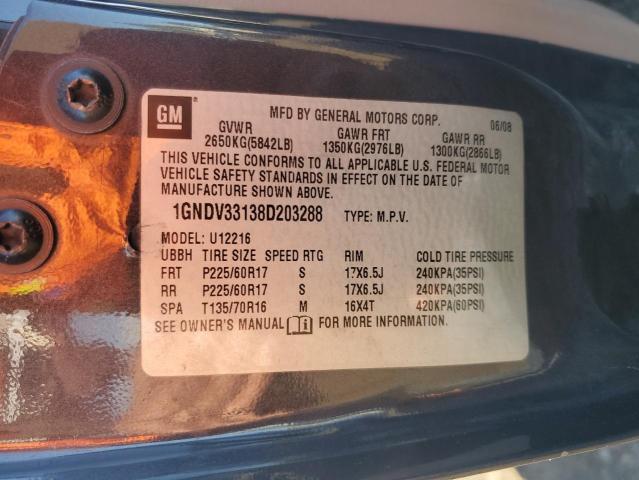 GM ®
MFD BY GENERAL MOTORS CORP. 06/08
GVWR GAWR FRT GAWR RR
2650KG(5842LB) 1350KG(2976LB) 1300KG(2866LB)
THIS VEHICLE CONFORMS TO ALL APPLICABLE U.S. FEDERAL MOTOR
VEHICLE SAFETY STANDARDS IN EFFECT ON THE DATE OF
MANUFACTURE SHOWN ABOVE.
1GNDV33138D203288 TYPE: M.P.V.
MODEL: U12216
UBBH TIRE SIZE SPEED RTG RIM COLD TIRE PRESSURE
FRT P225/60R17 S 17X6.5J 240KPA(35PSI)
RR P225/60R17 S 17X6.5J 240KPA(35PSI)
SPA T135/70R16 M 16X4T 420KPA(60PSI)
SEE OWNER'S MANUAL FOR MORE INFORMATION.